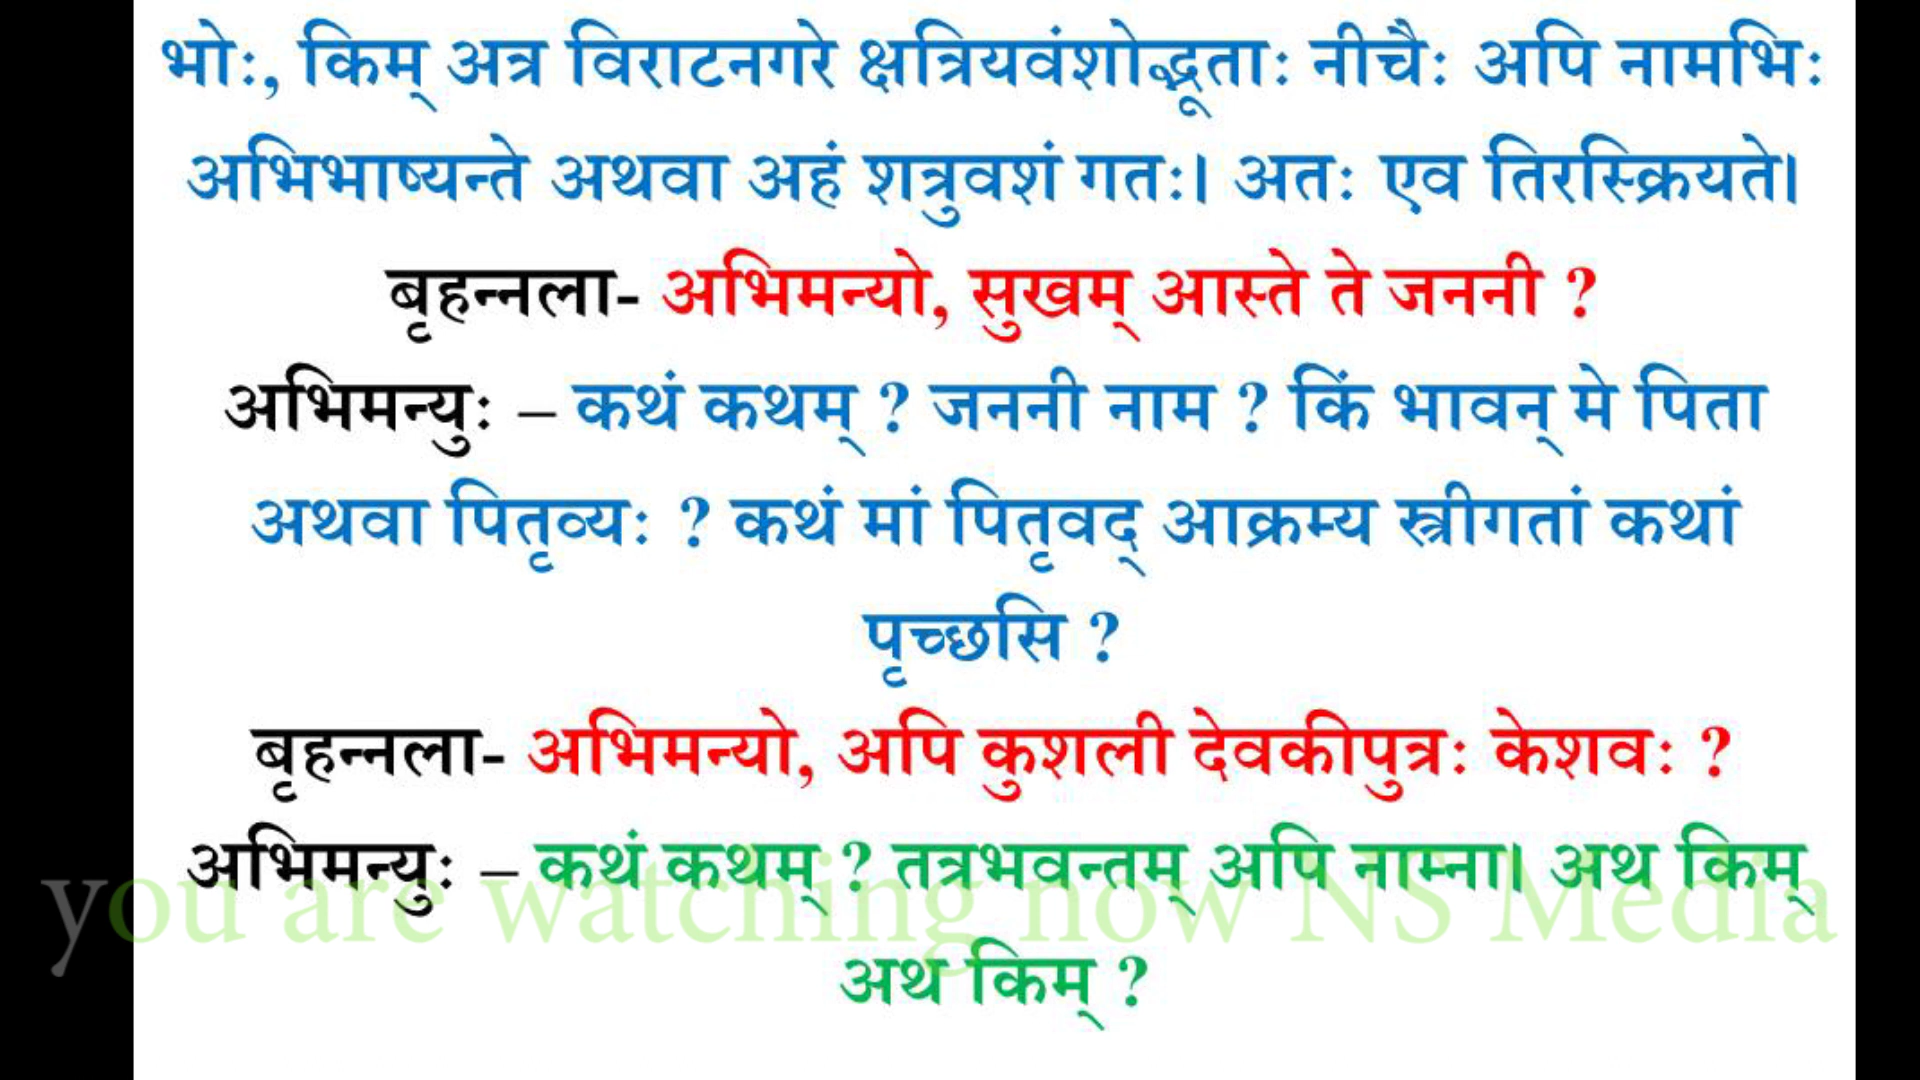 भोः, किम् अत्र विराटनगरे क्षत्रियवंशोद्भूताः नीचैः अपि नामभिः
अभिभाष्यन्ते अथवा अहं शत्रुवशं गतः। अतः एव तिरस्क्रियते।
बृहन्नला- अभिमन्यो, सुखम् आस्ते ते जननी ?
अभिमन्युः – कथं कथम् ? जननी नाम ? किं भावन् मे पिता
अथवा पितृव्यः ? कथं मां पितृवद् आक्रम्य स्त्रीगतां कथां
पृच्छसि ?
बृहन्नला- अभिमन्यो, अपि कुशली देवकीपुत्रः केशवः ?
अभिमन्युः – कथं कथम् ? तत्रभवन्तम् अपि नाम्ना। अथ किम्
you are watching now NS Media
अथ किम् ?